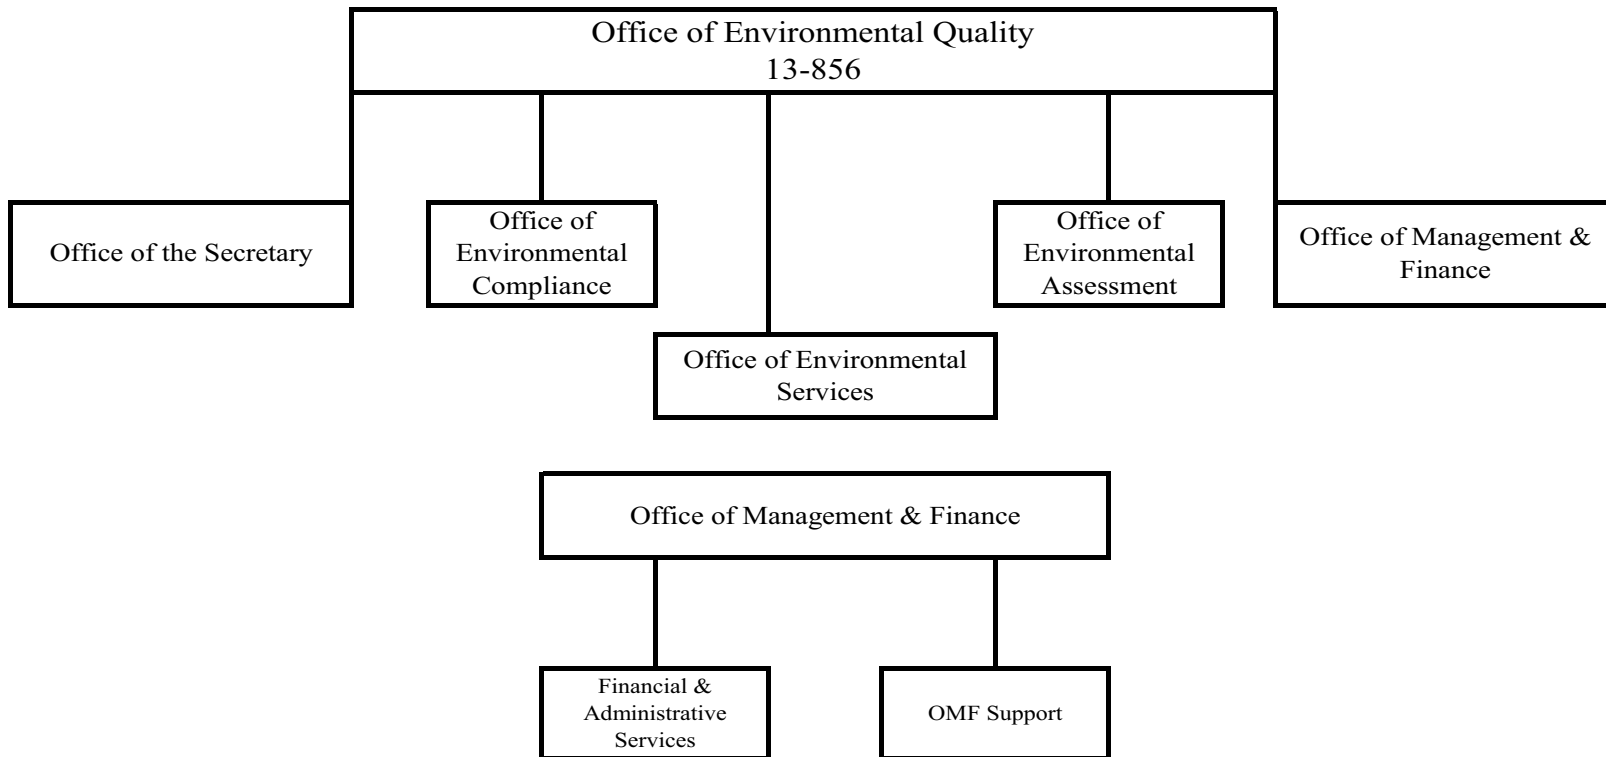 Office of Environmental Quality
13-856
Office of the Secretary
Office of
Environmental
Compliance
Office of
Environmental
Assessment
Office of Management &
Finance
Office of Environmental
Services
Office of Management & Finance
Financial &
Administrative
Services
OMF Support